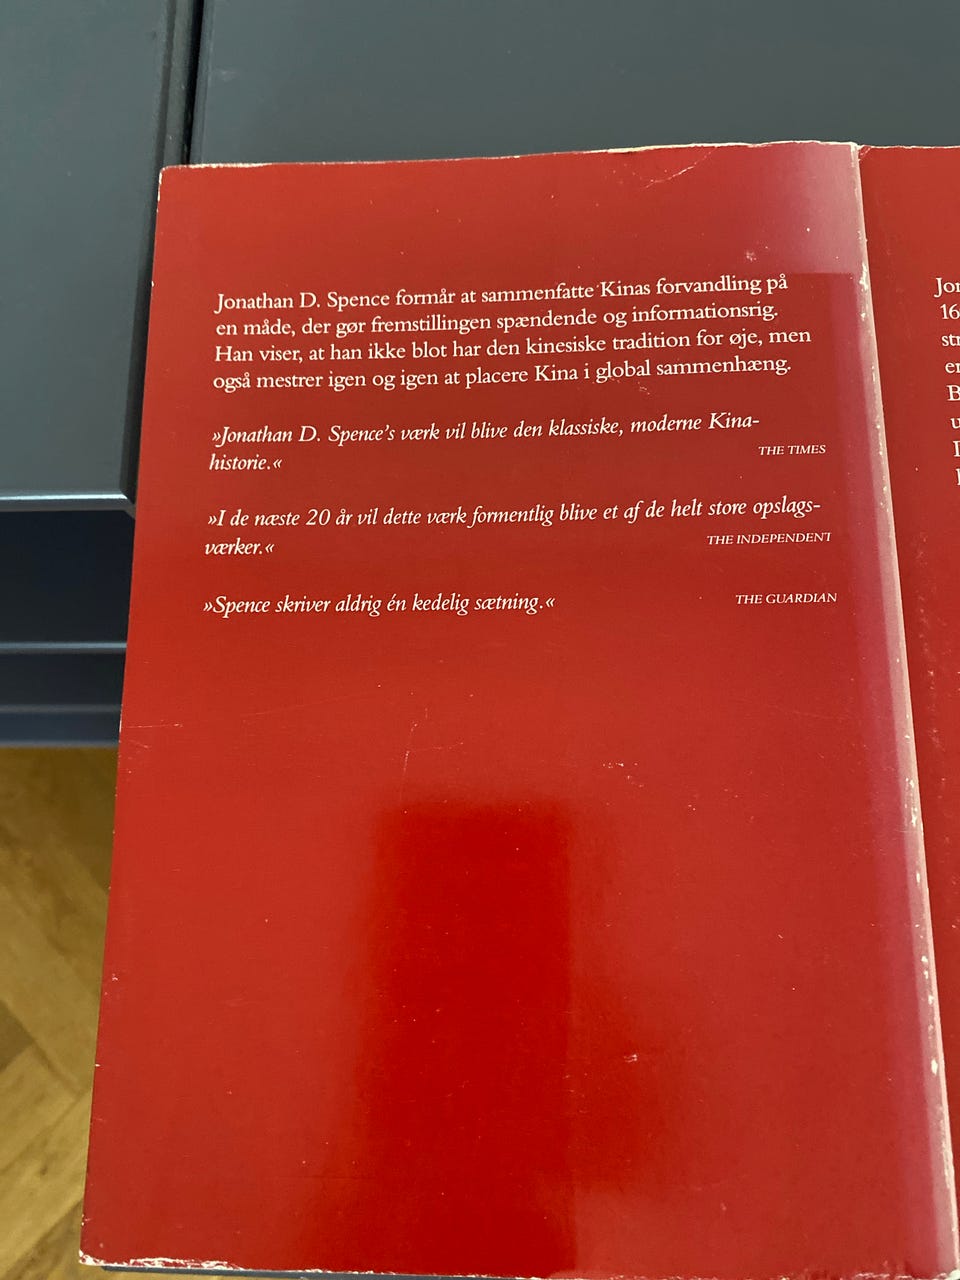 Jonathan D. Spence formår at sammenfatte Kinas forvandling på
en måde, der gør fremstillingen spændende og informationsrig.
Han viser, at han ikke blot har den kinesiske tradition for øje, men
også mestrer igen og igen at placere Kina i global sammenhæng.
»Jonathan D. Spence's værk vil blive den klassiske, moderne Kina-
historie.«
THE TIMES
»I de næste 20 år vil dette værk formentlig blive et af de helt store opslags-
værker.«
THE INDEPENDENT
»Spence skriver aldrig én kedelig sætning.«
THE GUARDIAN